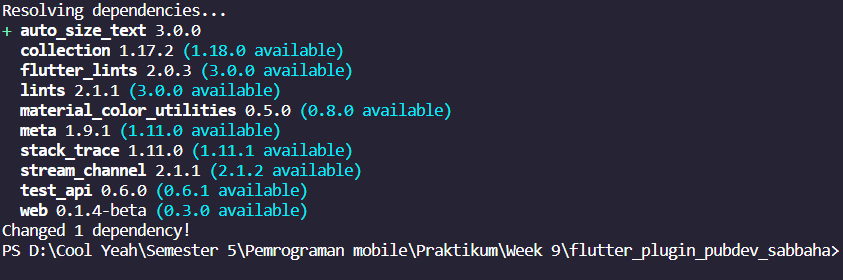 Resolving dependencies...
+ auto_size_text 3.0.0
collection 1.17.2 (1.18.0 available)
flutter_lints 2.0.3 (3.0.0 available)
lints 2.1.1 (3.0.0 available)
material_color_utilities 0.5.0 (0.8.0 available)
meta 1.9.1 (1.11.0 available)
stack_trace 1.11.0 (1.11.1 available)
stream_channel 2.1.1 (2.1.2 available)
test_api 0.6.0 (0.6.1 available)
web 0.1.4-beta (0.3.0 available)
Changed 1 dependency!
PS D:\Cool Yeah\Semester 5\Pemrograman mobile\Praktikum\Week 9\flutter_plugin_pubdev_sabbaha>